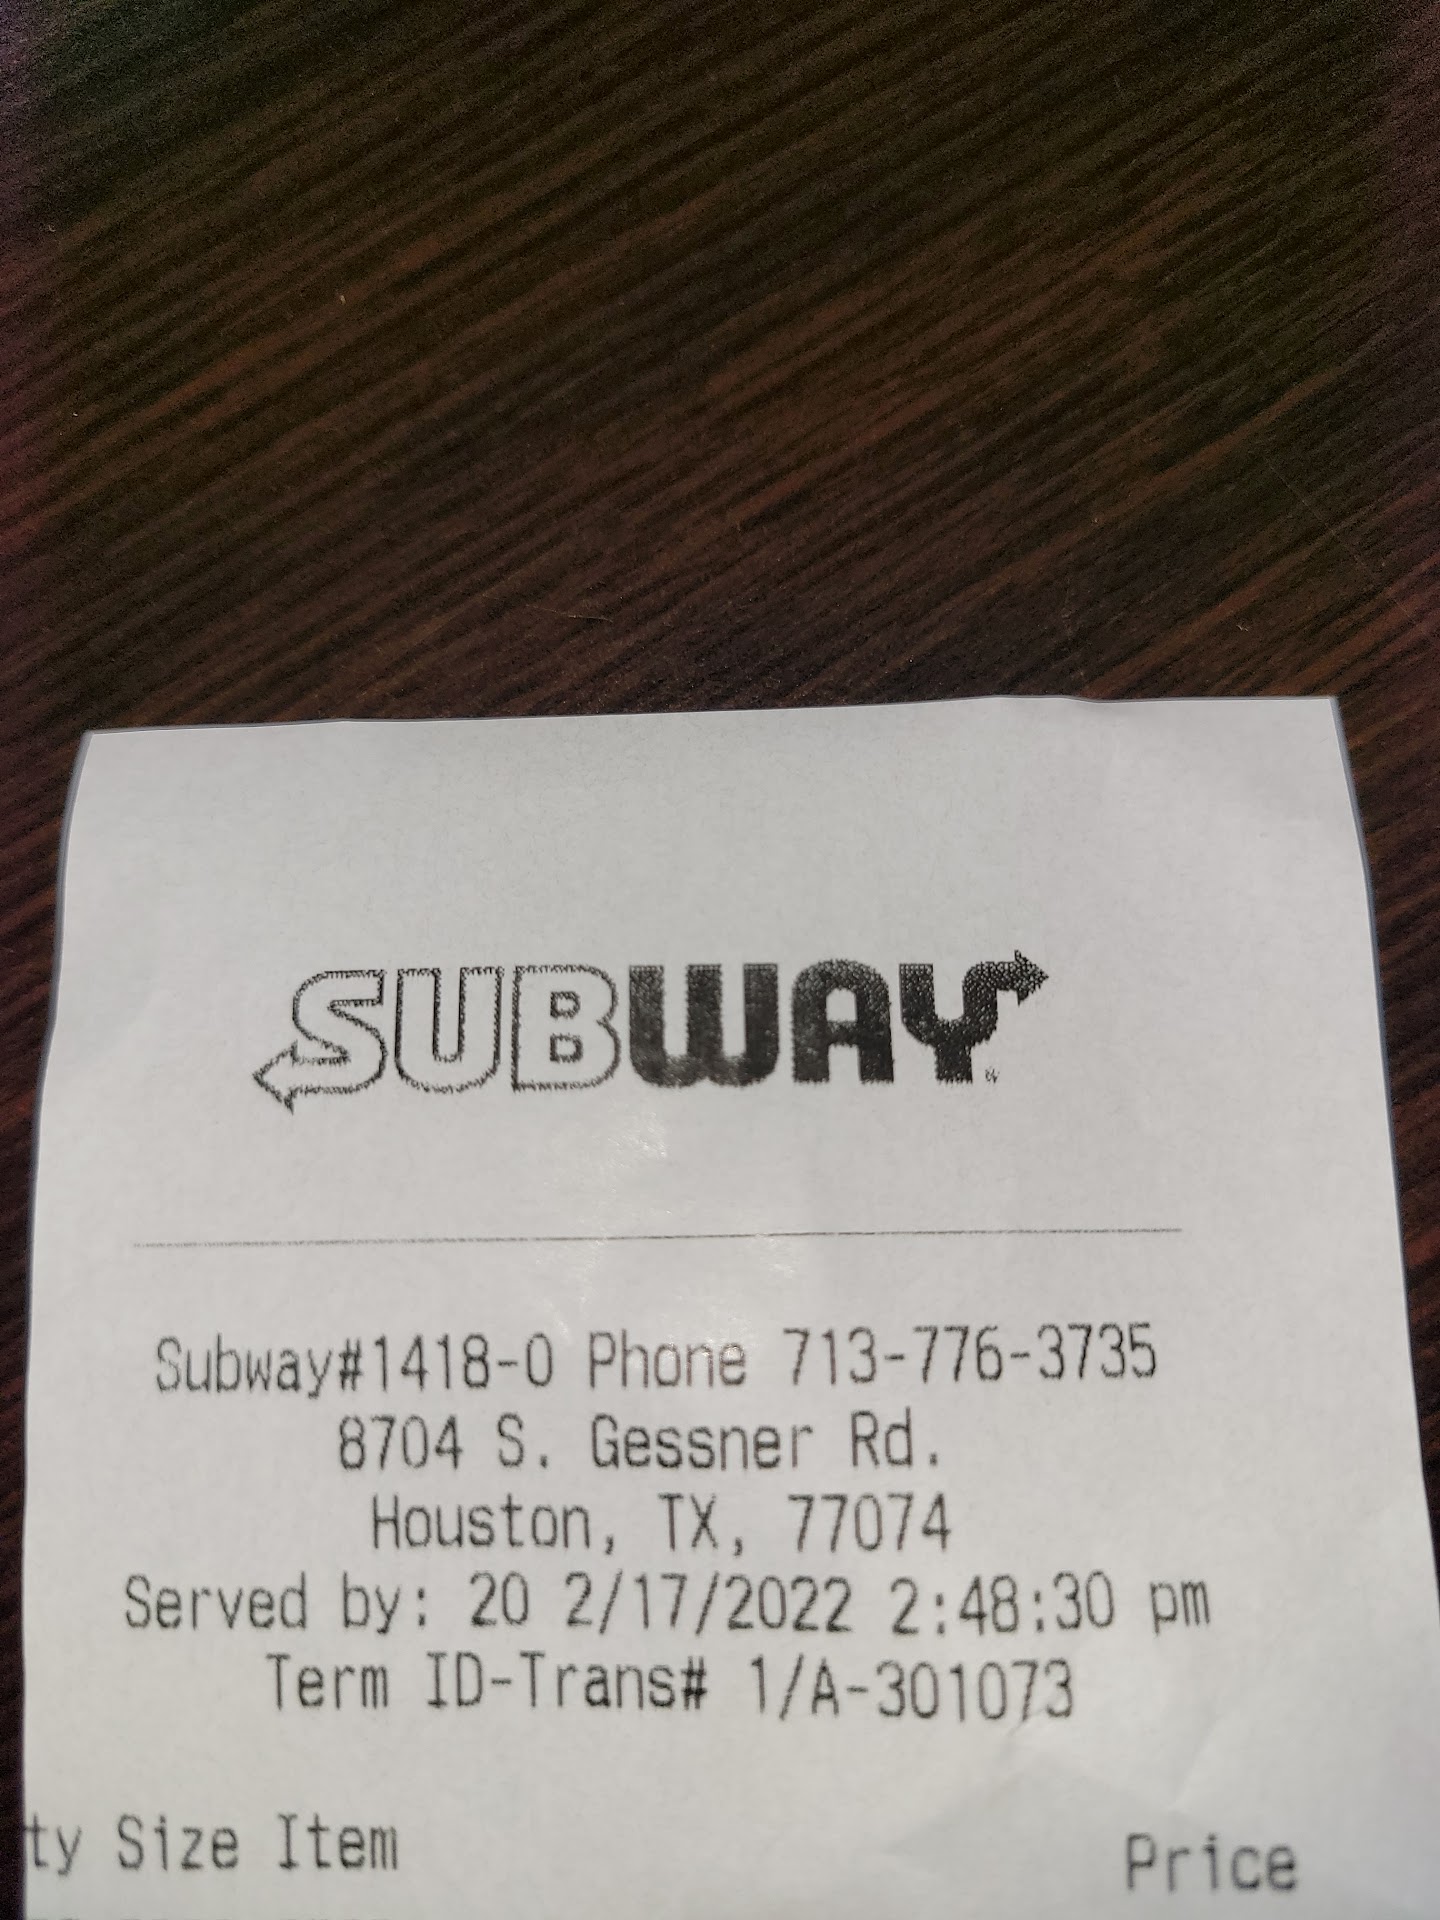 SUBWAY
Subway#1418-0 Phone 713-776-3735
8704 S. Gessner Rd.
Houston, TX, 77074
Served by: 20 2/17/2022 2:48:30 pm
Term ID-Trans# 1/A-301073
ty Size Item Price